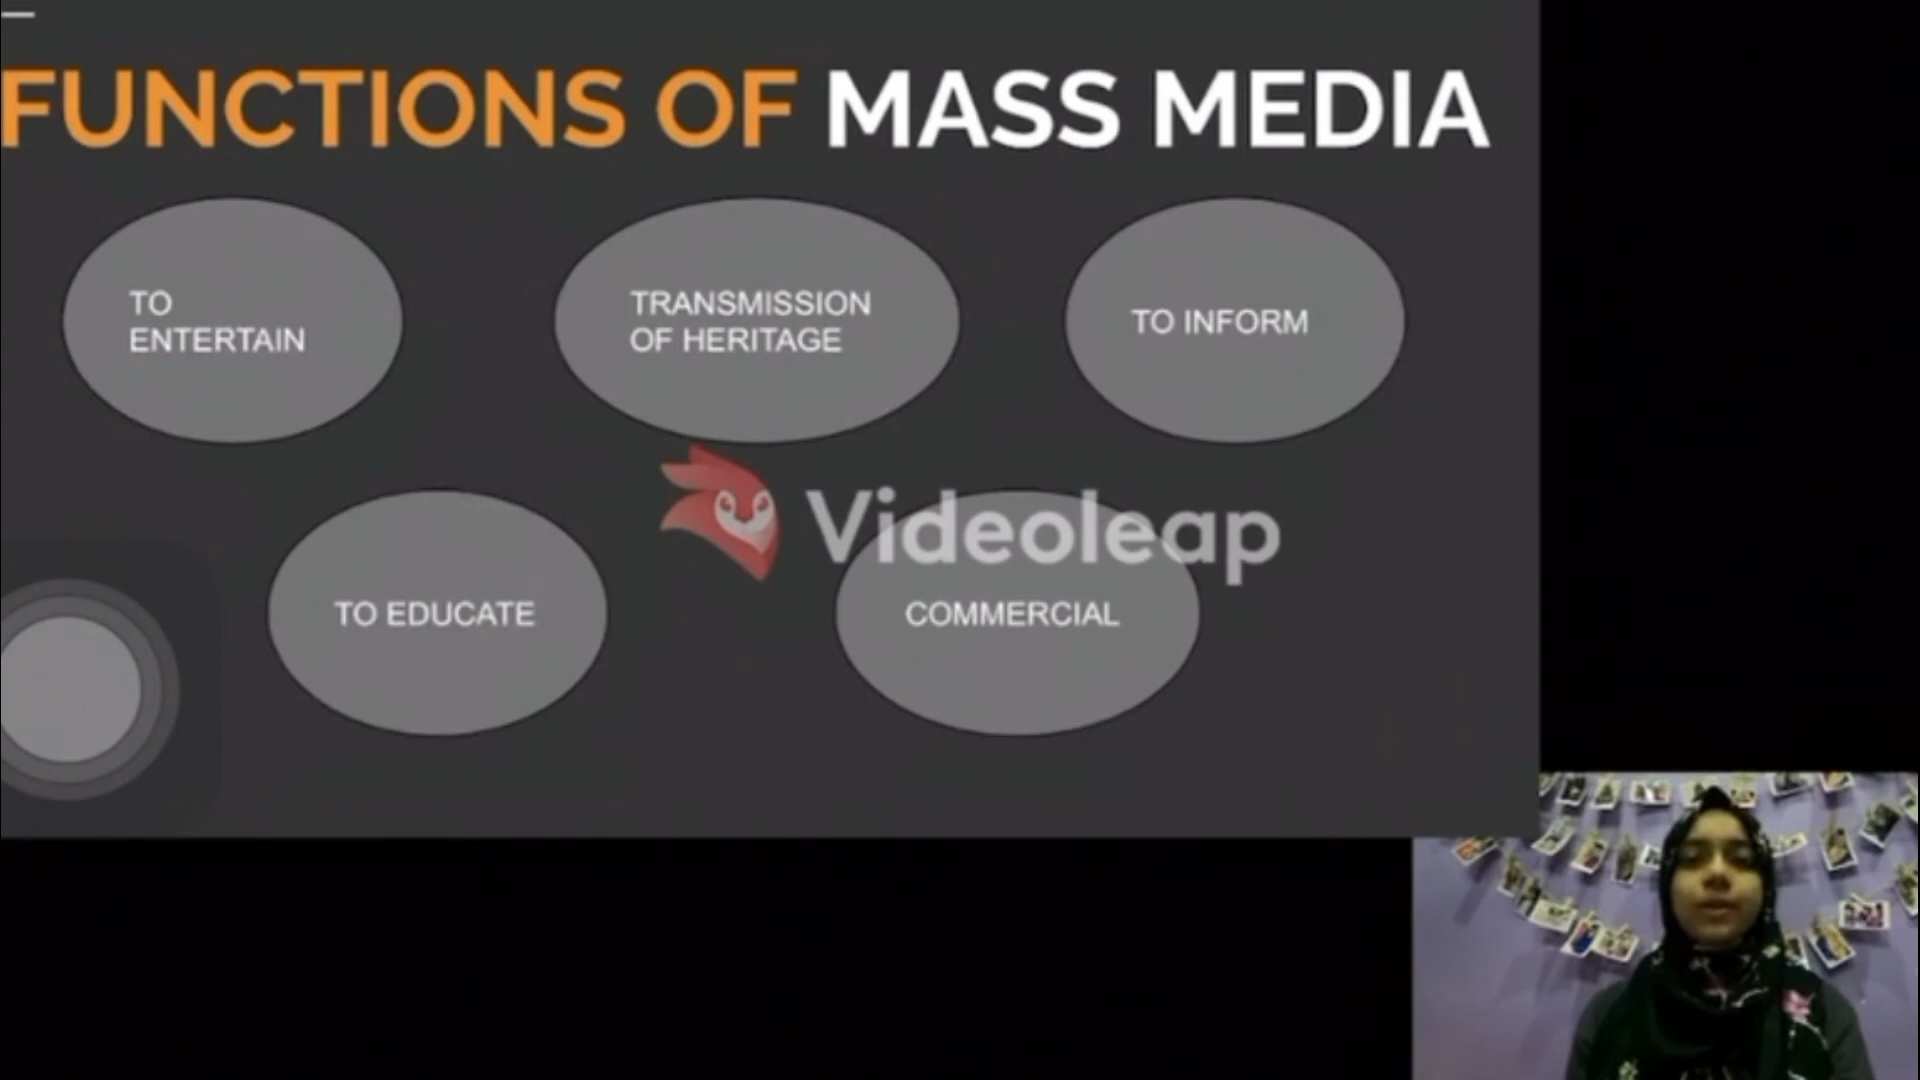 FUNCTIONS OF MASS MEDIA
TO
ENTERTAIN
TRANSMISSION
OF HERITAGE
TO INFORM
Videoleap
TO EDUCATE
COMMERCIAL